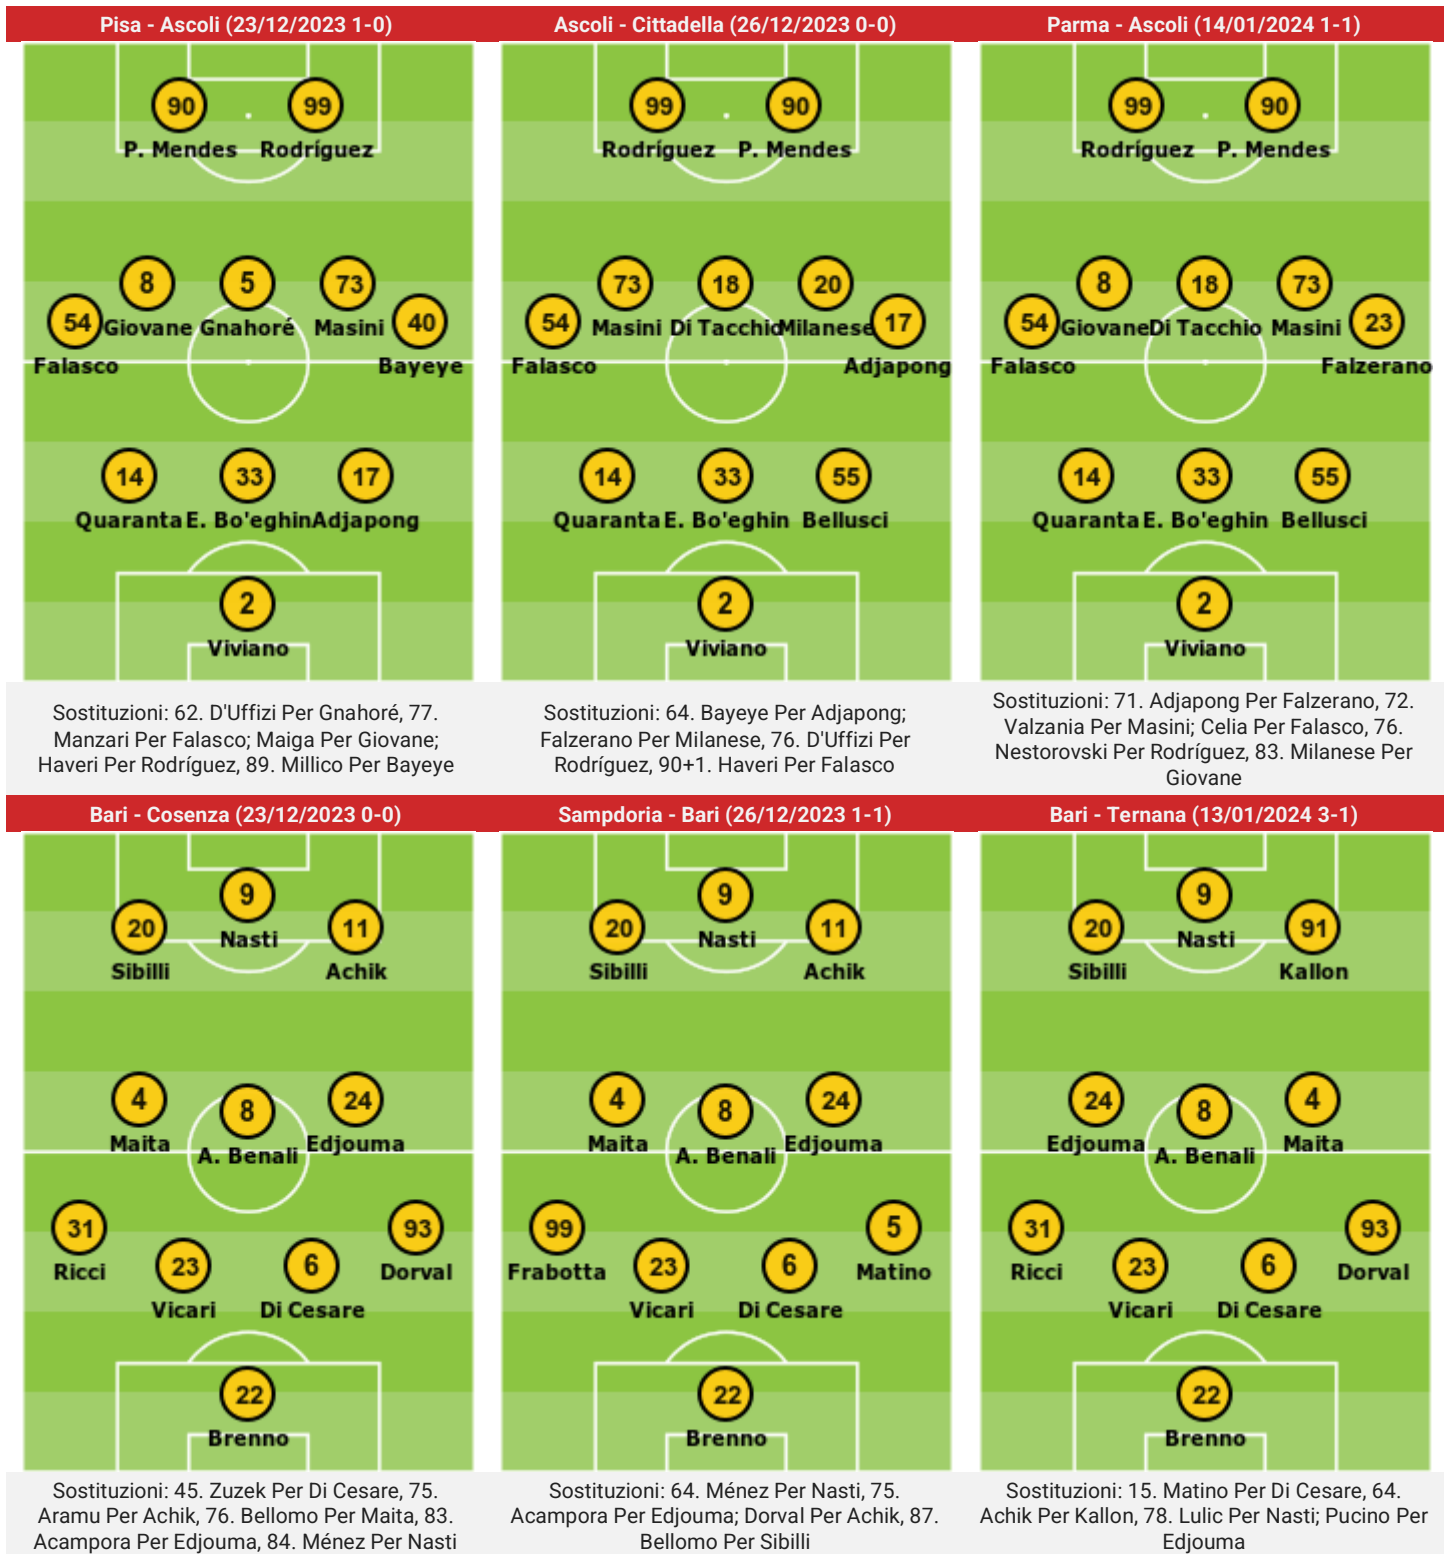 Pisa - Ascoli (23/12/2023 1-0)
90
99
P. Mendes
Rodríguez
8
5
73
54
Giovane
Gnahoré
Masini
40
Falasco
Bayeye
14
33
17
Quaranta
E. Bo'eghin
Adjapong
2
Viviano
Sostituzioni: 62. D'Uffizi Per Gnahoré, 77.
Manzari Per Falasco; Maiga Per Giovane;
Haveri Per Rodríguez, 89. Millico Per Bayeye
Ascoli - Cittadella (26/12/2023 0-0)
99
90
Rodríguez
P. Mendes
73
18
20
54
Masini
Di Tacchio
Milanese
17
Falasco
Adjapong
14
33
55
Quaranta
E. Bo'eghin
Bellusci
2
Viviano
Sostituzioni: 64. Bayeye Per Adjapong;
Falzerano Per Milanese, 76. D'Uffizi Per
Rodríguez, 90+1. Haveri Per Falasco
Parma - Ascoli (14/01/2024 1-1)
99
90
Rodríguez
P. Mendes
8
18
73
54
Giovane
Di Tacchio
Masini
23
Falasco
Falzerano
14
33
55
Quaranta
E. Bo'eghin
Bellusci
2
Viviano
Sostituzioni: 71. Adjapong Per Falzerano, 72.
Valzania Per Masini; Celia Per Falasco, 76.
Nestorovski Per Rodríguez, 83. Milanese Per
Giovane
Bari - Cosenza (23/12/2023 0-0)
9
20
Nasti
11
Sibilli
Achik
4
8
24
Maita
A. Benali
Edjouma
31
93
Ricci
23
6
Dorval
Vicari
Di Cesare
22
Brenno
Sostituzioni: 45. Zuzek Per Di Cesare, 75.
Aramu Per Achik, 76. Bellomo Per Maita, 83.
Acampora Per Edjouma, 84. Ménez Per Nasti
Sampdoria - Bari (26/12/2023 1-1)
9
20
Nasti
11
Sibilli
Achik
4
8
24
Maita
A. Benali
Edjouma
99
5
Frabotta
23
6
Matino
Vicari
Di Cesare
22
Brenno
Sostituzioni: 64. Ménez Per Nasti, 75.
Acampora Per Edjouma; Dorval Per Achik, 87.
Bellomo Per Sibilli
Bari - Ternana (13/01/2024 3-1)
9
20
Nasti
91
Sibilli
Kallon
24
8
4
Edjouma
A. Benali
Maita
31
93
Ricci
23
6
Dorval
Vicari
Di Cesare
22
Brenno
Sostituzioni: 15. Matino Per Di Cesare, 64.
Achik Per Kallon, 78. Lulic Per Nasti; Pucino Per
Edjouma